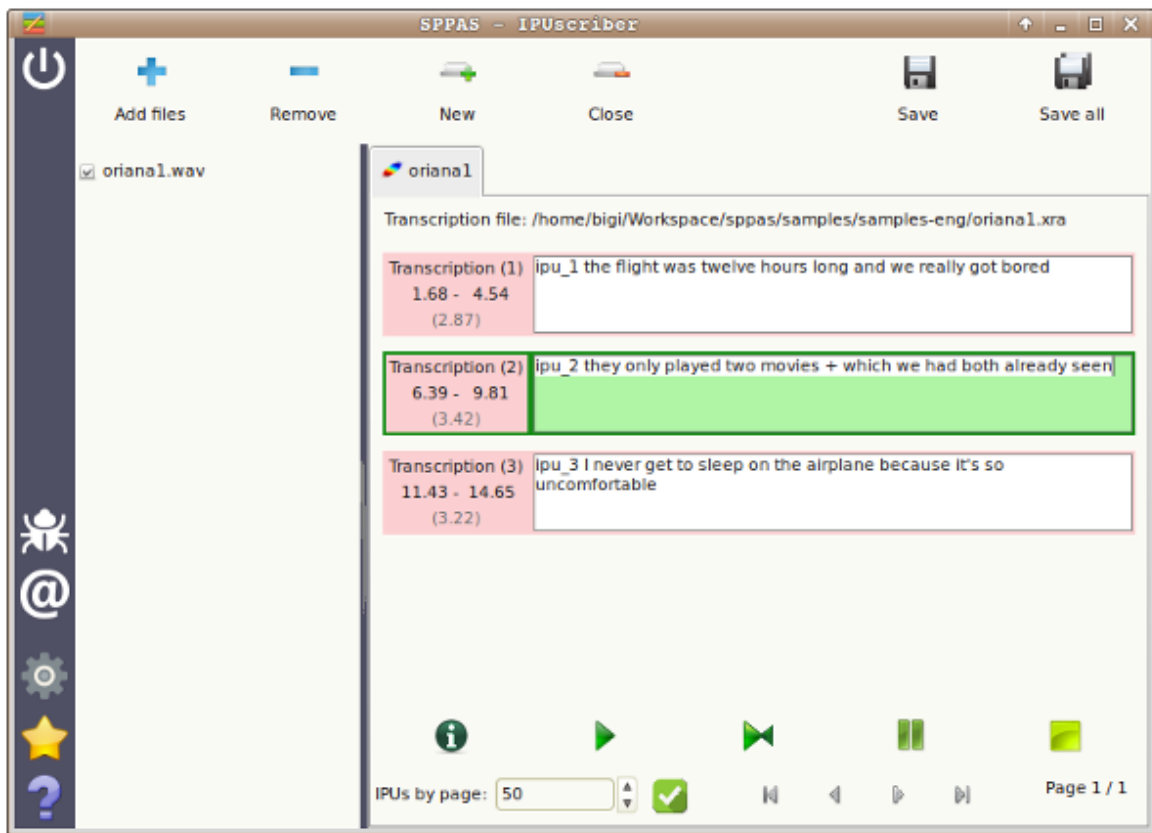 SPPAS - IPUscriber
Add files
Remove
New
Close
Save
Save all
oriana1.wav
oriana1
Transcription file: /home/bigi/Workspace/sppas/samples/samples-eng/oriana1.xra
Transcription (1)
1.68 - 4.54
(2.87)
ipu_1 the flight was twelve hours long and we really got bored
Transcription (2)
6.39 - 9.81
(3.42)
ipu_2 they only played two movies + which we had both already seen
Transcription (3)
11.43 - 14.65
(3.22)
ipu_3 I never get to sleep on the airplane because it's so
uncomfortable
IPUs by page: 50
Page 1 / 1